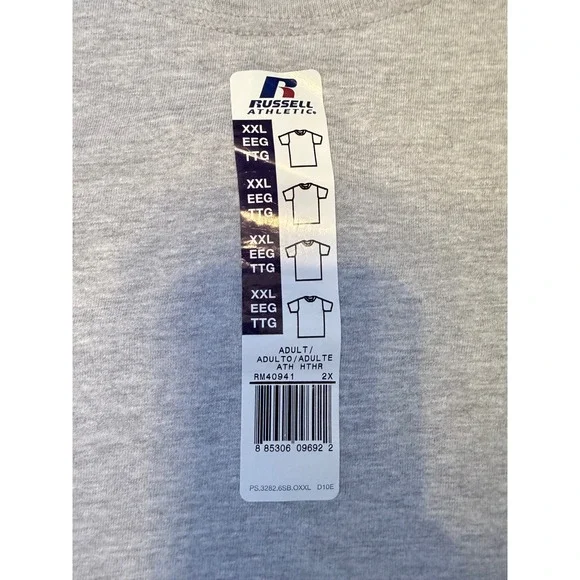 R
RUSSELL
ATHLETIC®
XXL
EEG
TTG
XXL
EEG
TTG
XXL
EEG
TTG
XXL
EEG
TTG
ADULT/
ADULTO/ADULTE
ATH HTHR
RM40941 2X
8 85306 09692 2
PS.3282.6SB.OXXL D10E